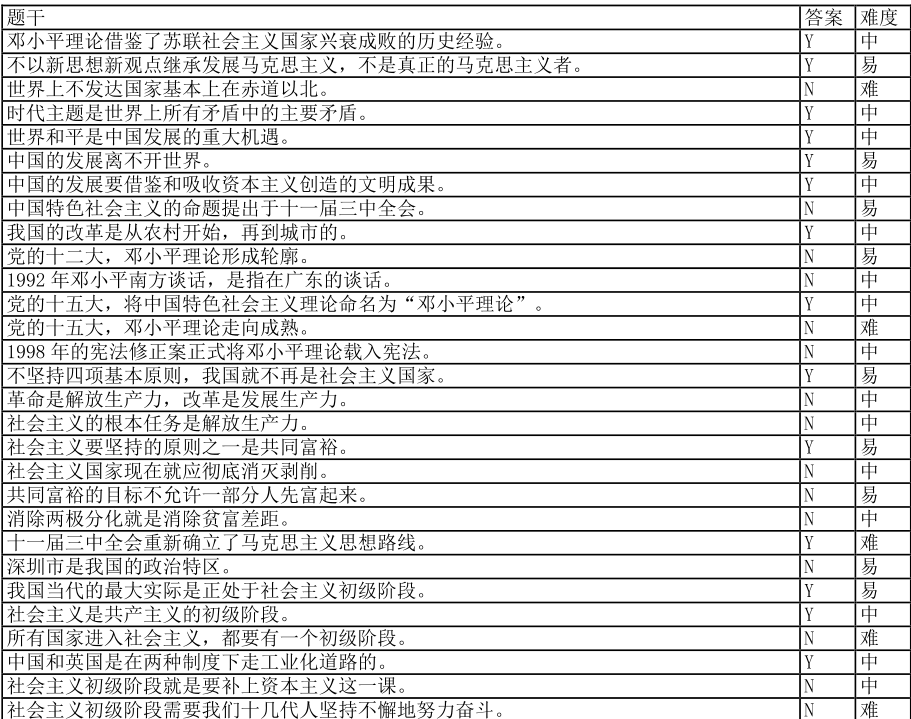 题干 答案 难度
邓小平理论借鉴了苏联社会主义国家兴衰成败的历史经验。 Y 中
不以新思想新观点继承发展马克思主义，不是真正的马克思主义者。 Y 易
世界上不发达国家基本上在赤道以北。 N 难
时代主题是世界上所有矛盾中的主要矛盾。 Y 中
世界和平是中国发展的重大机遇。 Y 中
中国的发展离不开世界。 Y 易
中国的发展要借鉴和吸收资本主义创造的文明成果。 Y 中
中国特色社会主义的命题提出于十一届三中全会。 N 易
我国的改革是从农村开始，再到城市的。 Y 中
党的十二大，邓小平理论形成轮廓。 N 易
1992 年邓小平南方谈话，是指在广东的谈话。 N 中
党的十五大，将中国特色社会主义理论命名为“邓小平理论”。 Y 中
党的十五大，邓小平理论走向成熟。 N 难
1998 年的宪法修正案正式将邓小平理论载入宪法。 N 中
不坚持四项基本原则，我国就不再是社会主义国家。 Y 易
革命是解放生产力，改革是发展生产力。 N 中
社会主义的根本任务是解放生产力。 N 中
社会主义要坚持的原则之一是共同富裕。 Y 易
社会主义国家现在就应彻底消灭剥削。 N 中
共同富裕的目标不允许一部分人先富起来。 N 易
消除两极分化就是消除贫富差距。 N 中
十一届三中全会重新确立了马克思主义思想路线。 Y 难
深圳市是我国的政治特区。 N 易
我国当代的最大实际是正处于社会主义初级阶段。 Y 易
社会主义是共产主义的初级阶段。 Y 中
所有国家进入社会主义，都要有一个初级阶段。 N 难
中国和英国是在两种制度下走工业化道路的。 Y 中
社会主义初级阶段就是要补上资本主义这一课。 N 中
社会主义初级阶段需要我们十几代人坚持不懈地努力奋斗。 N 难